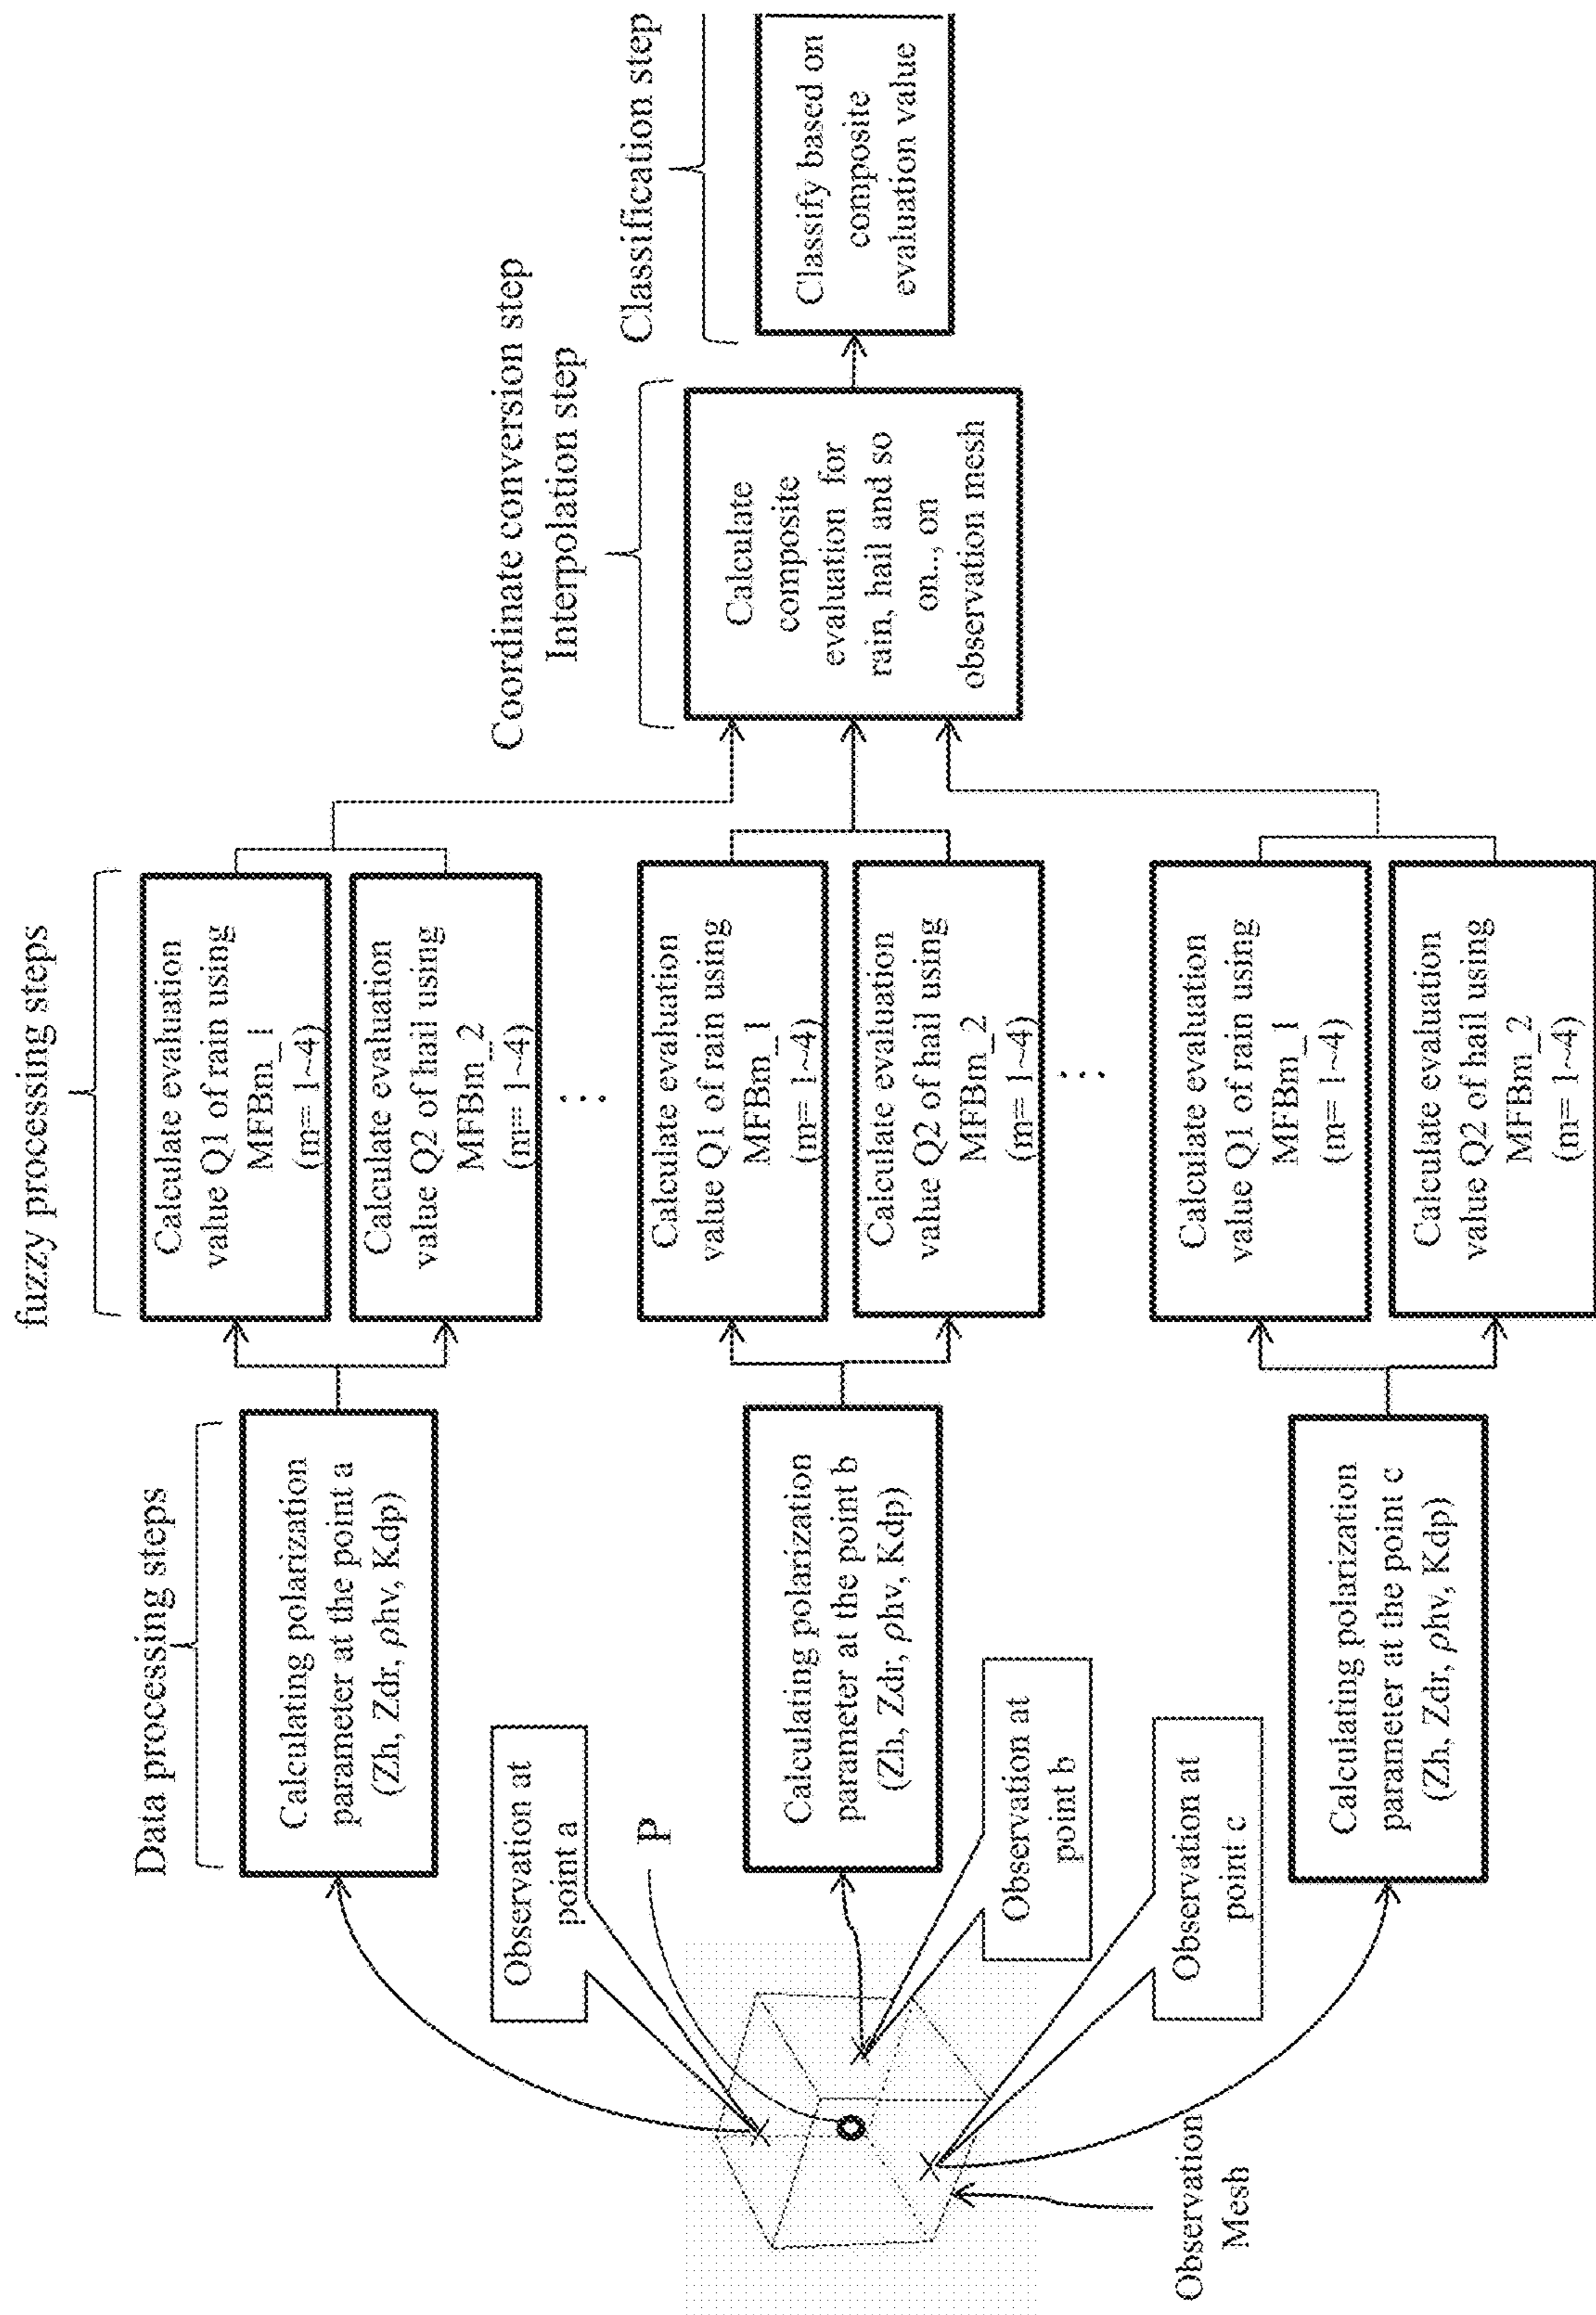 Data processing steps
fuzzy processing steps
Coordinate conversion step
Interpolation step
Classification step
Calculating polarization
parameter at the point a
(Zh, Zdr, ρhv, Kdp)
Calculate evaluation
value Q1 of rain using
MFBm_1
(m= 1~4)
Calculate evaluation
value Q2 of hail using
MFBm_2
(m= 1~4)
...
Observation at
point a
P
Calculating polarization
parameter at the point b
(Zh, Zdr, ρhv, Kdp)
Calculate evaluation
value Q1 of rain using
MFBm_1
(m= 1~4)
Calculate evaluation
value Q2 of hail using
MFBm_2
(m= 1~4)
...
Calculate
composite
evaluation for
rain, hail and so
on.., on
observation mesh
Classify based on
composite
evaluation value
Observation at
point b
Observation at
point c
Observation
Mesh
Calculating polarization
parameter at the point c
(Zh, Zdr, ρhv, Kdp)
Calculate evaluation
value Q1 of rain using
MFBm_1
(m= 1~4)
Calculate evaluation
value Q2 of hail using
MFBm_2
(m= 1~4)